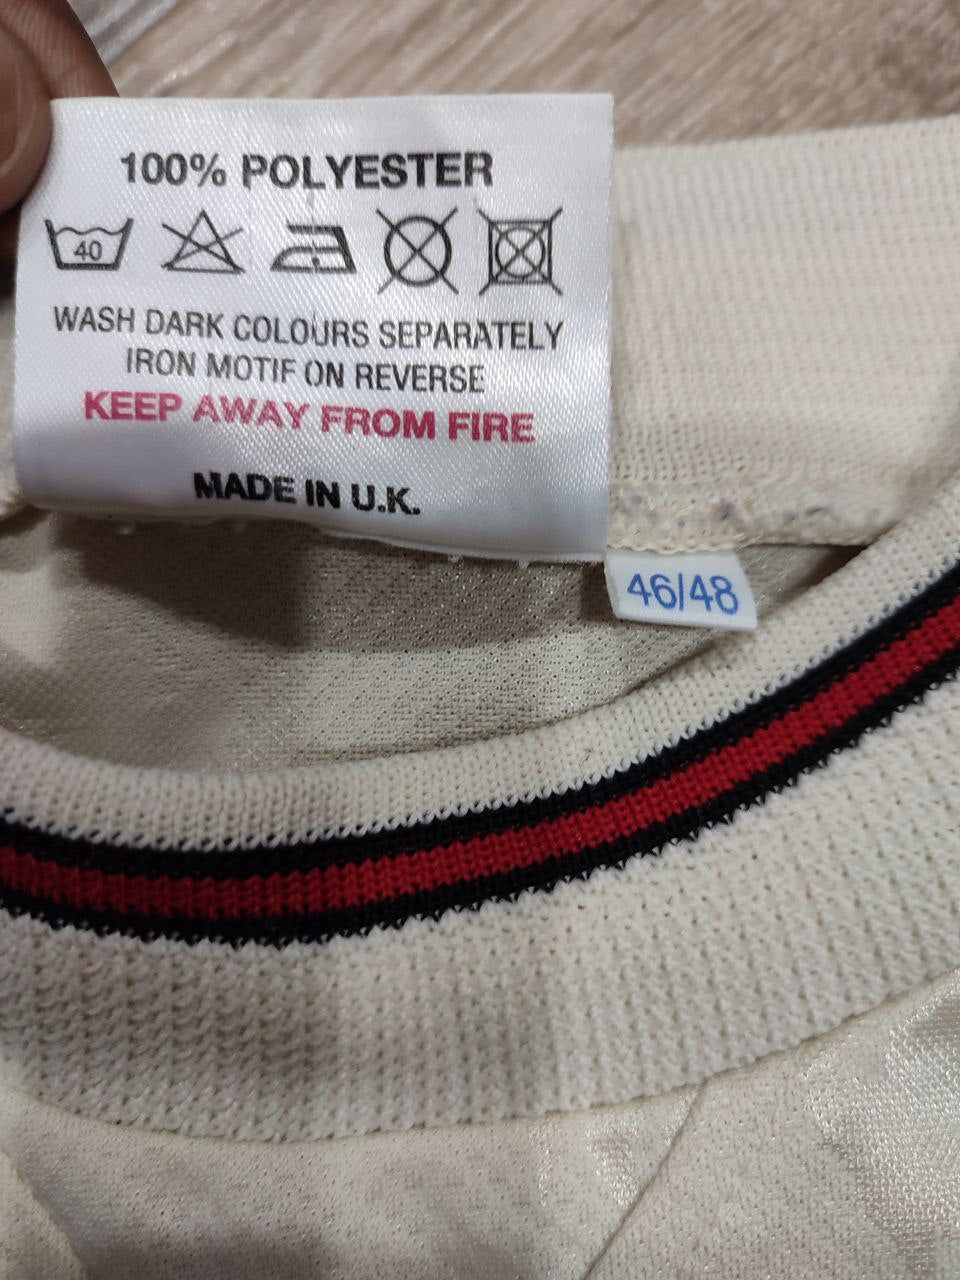 100% POLYESTER
40
WASH DARK COLOURS SEPARATELY
IRON MOTIF ON REVERSE
KEEP AWAY FROM FIRE
MADE IN U.K.
46/48